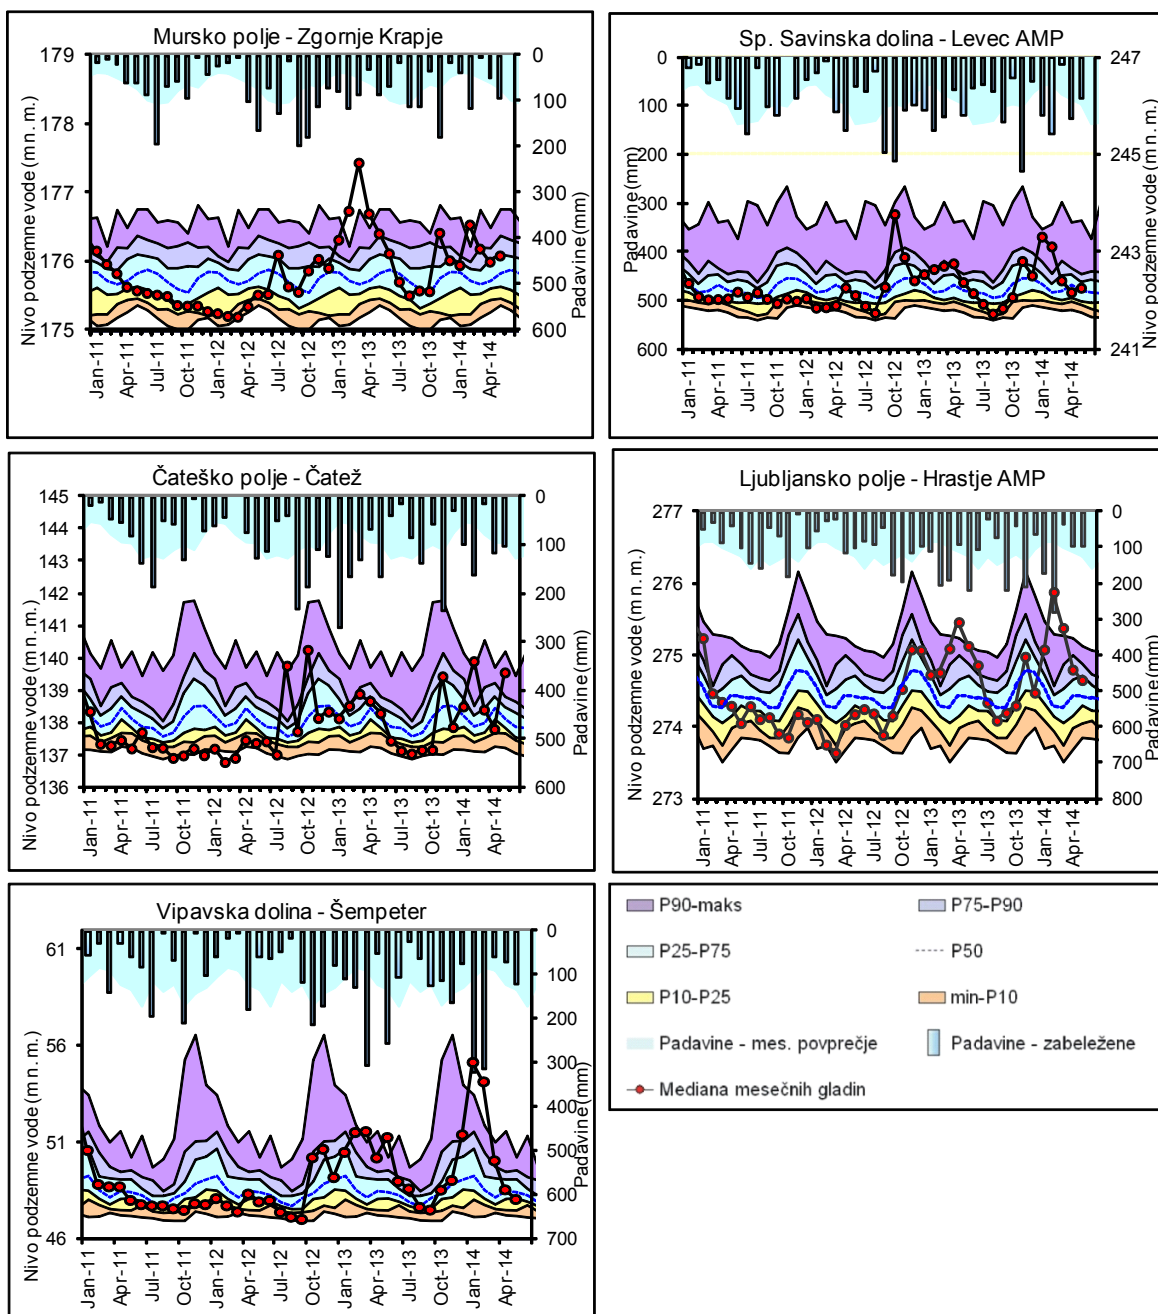 Mursko polje - Zgornje Krapje
Nivo podzemne vode (m n. m.)
179
178
177
176
175
0
100
200
300
400
500
600
Padavine (mm)
Jan-11
Apr-11
Jul-11
Oct-11
Jan-12
Apr-12
Jul-12
Oct-12
Jan-13
Apr-13
Jul-13
Oct-13
Jan-14
Apr-14
Sp. Savinska dolina - Levec AMP
Padavine (mm)
0
100
200
300
400
500
600
247
245
243
241
Nivo podzemne vode (m n. m.)
Jan-11
Apr-11
Jul-11
Oct-11
Jan-12
Apr-12
Jul-12
Oct-12
Jan-13
Apr-13
Jul-13
Oct-13
Jan-14
Apr-14
Čateško polje - Čatež
Nivo podzemne vode (m n. m.)
145
144
143
142
141
140
139
138
137
136
0
100
200
300
400
500
600
Padavine (mm)
Jan-11
Apr-11
Jul-11
Oct-11
Jan-12
Apr-12
Jul-12
Oct-12
Jan-13
Apr-13
Jul-13
Oct-13
Jan-14
Apr-14
Ljubljansko polje - Hrastje AMP
Nivo podzemne vode (m n. m.)
277
276
275
274
273
0
100
200
300
400
500
600
700
800
Padavine (mm)
Jan-11
Apr-11
Jul-11
Oct-11
Jan-12
Apr-12
Jul-12
Oct-12
Jan-13
Apr-13
Jul-13
Oct-13
Jan-14
Apr-14
Vipavska dolina - Šempeter
Nivo podzemne vode (m n. m.)
61
56
51
46
0
100
200
300
400
500
600
700
Padavine (mm)
Jan-11
Apr-11
Jul-11
Oct-11
Jan-12
Apr-12
Jul-12
Oct-12
Jan-13
Apr-13
Jul-13
Oct-13
Jan-14
Apr-14
P90-maks
P75-P90
P25-P75
P50
P10-P25
min-P10
Padavine - mes. povprečje
Padavine - zabeležene
Mediana mesečnih gladin